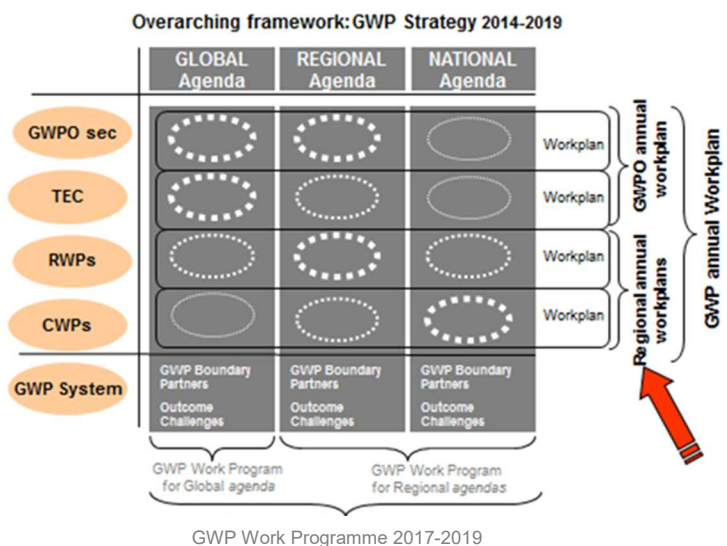 Overarching framework: GWP Strategy 2014-2019
GLOBAL
Agenda
REGIONAL
Agenda
NATIONAL
Agenda
GWPO sec
Workplan
TEC
Workplan
RWPs
Workplan
CWPs
Workplan
GWPO annual
workplan
Regional annual
workplans
GWP annual Workplan
GWP System
GWP Boundary
Partners
Outcome
Challenges
GWP Boundary
Partners
Outcome
Challenges
GWP Boundary
Partners
Outcome
Challenges
GWP Work Program
for Global agenda
GWP Work Program
for Regional agendas
GWP Work Programme 2017-2019